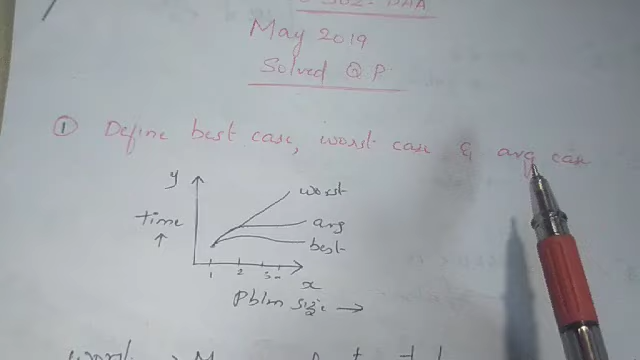 May 2019
Solved Q.P.
① Define best case, worst case & avg case
y
worst
time
avg
best
1 2 3
x
Pblm size